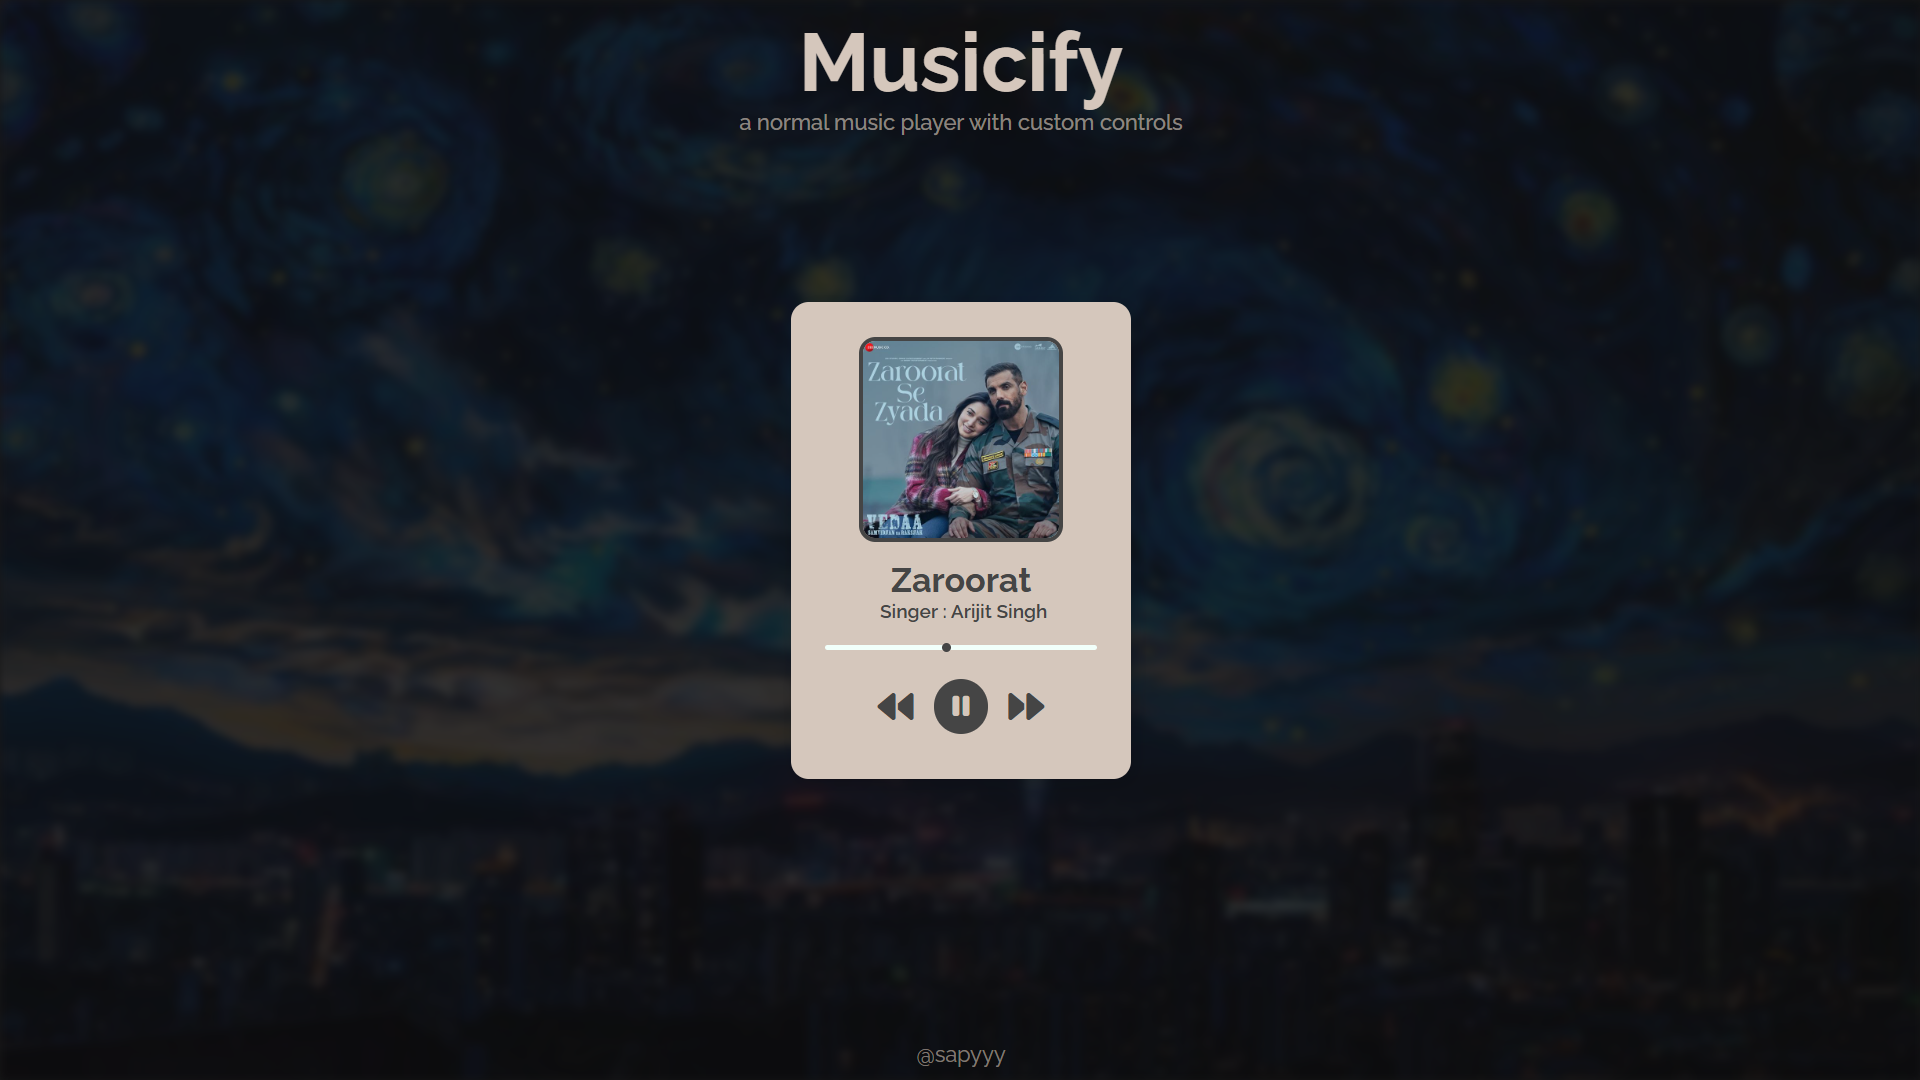 Musicify
a normal music player with custom controls
Zaroorat
Se
Zyada
VEDAA
Zaroorat
Singer : Arijit Singh
@sapyyy